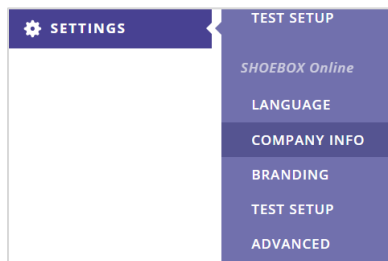 SETTINGS
TEST SETUP
SHOEBOX Online
LANGUAGE
COMPANY INFO
BRANDING
TEST SETUP
ADVANCED